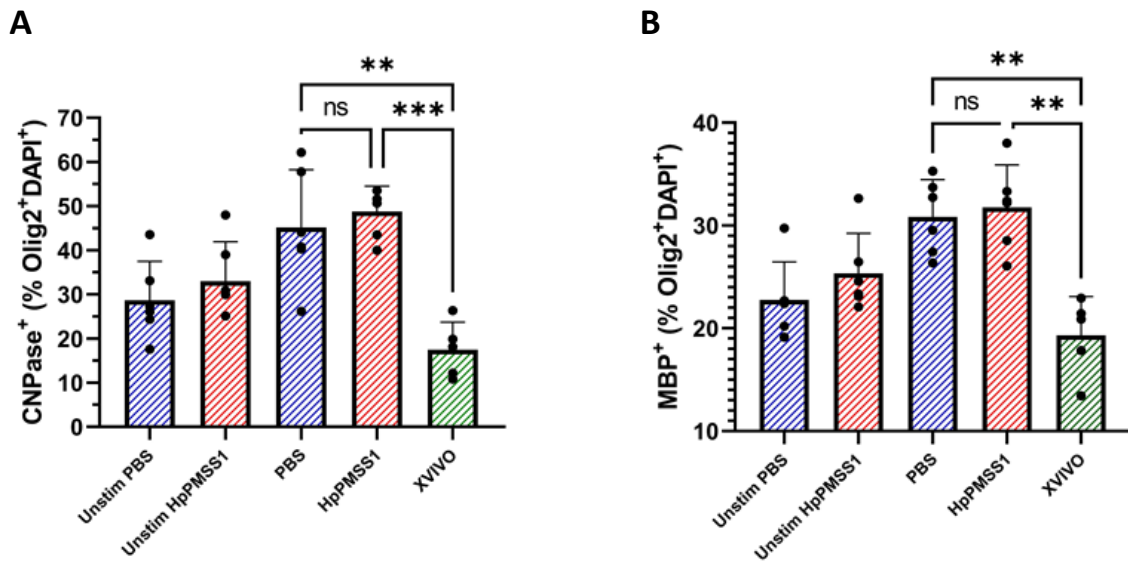 A
**
ns
***
CNPase+ (% Olig2+DAPI+)
70
60
50
40
30
20
10
0
Unstim PBS
Unstim HpPMSS1
PBS
HpPMSS1
XVIVO
B
**
ns
**
MBP+ (% Olig2+DAPI+)
40
30
20
10
Unstim PBS
Unstim HpPMSS1
PBS
HpPMSS1
XVIVO